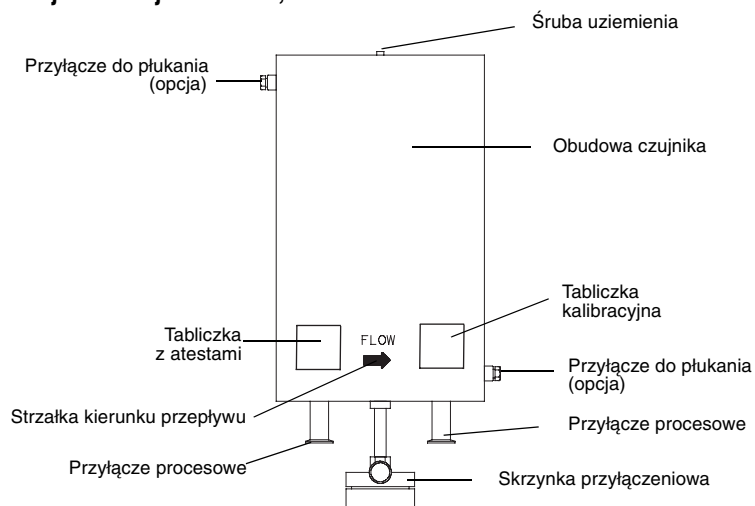 Śruba uziemienia
Przyłącze do płukania
(opcja)
Obudowa czujnika
Tabliczka
kalibracyjna
Tabliczka
z atestami
FLOW
Przyłącze do płukania
(opcja)
Strzałka kierunku przepływu
Przyłącze procesowe
Przyłącze procesowe
Skrzynka przyłączeniowa